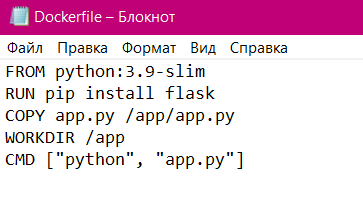 Dockerfile – Блокнот
Файл Правка Формат Вид Справка
FROM python:3.9-slim
RUN pip install flask
COPY app.py /app/app.py
WORKDIR /app
CMD ["python", "app.py"]